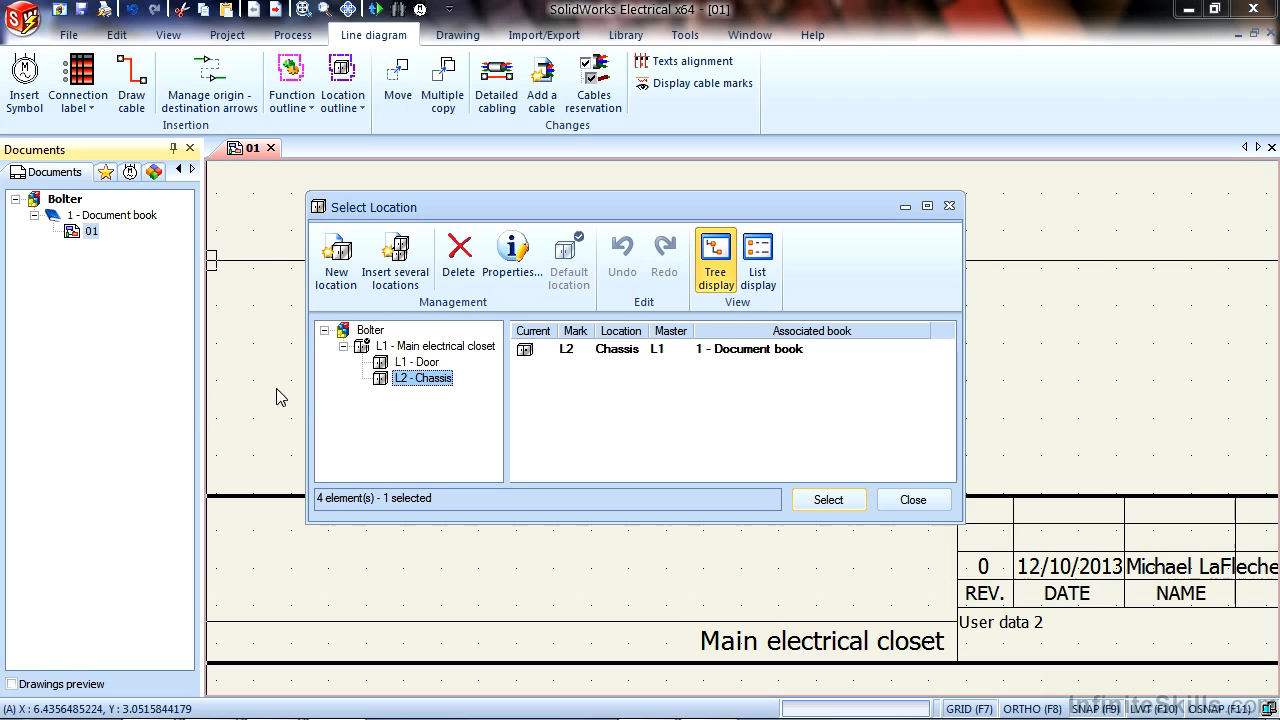 SolidWorks Electrical x64 - [01]
File Edit View Project Process Line diagram Drawing Import/Export Library Tools Window Help
Insert Symbol
Connection label
Draw cable
Manage origin - destination arrows
Insertion
Function outline
Location outline
Move
Multiple copy
Detailed cabling
Add a cable
Cables reservation
Texts alignment
Display cable marks
Changes
Documents
Documents
Bolter
1 - Document book
01
01
Select Location
New location
Insert several locations
Delete
Properties...
Default location
Management
Undo
Redo
Edit
Tree display
List display
View
Bolter
L1 - Main electrical closet
L1 - Door
L2 - Chassis
Current Mark Location Master Associated book
L2 Chassis L1 1 - Document book
4 element(s) - 1 selected
Select
Close
0 12/10/2013 Michael LaFleche
REV. DATE NAME
User data 2
Main electrical closet
Drawings preview
InfiniteSkills.com
(A) X : 6.4356485224, Y : 3.0515844179
GRID (F7) ORTHO (F8) SNAP (F9) LWT (F10) OSNAP (F11)